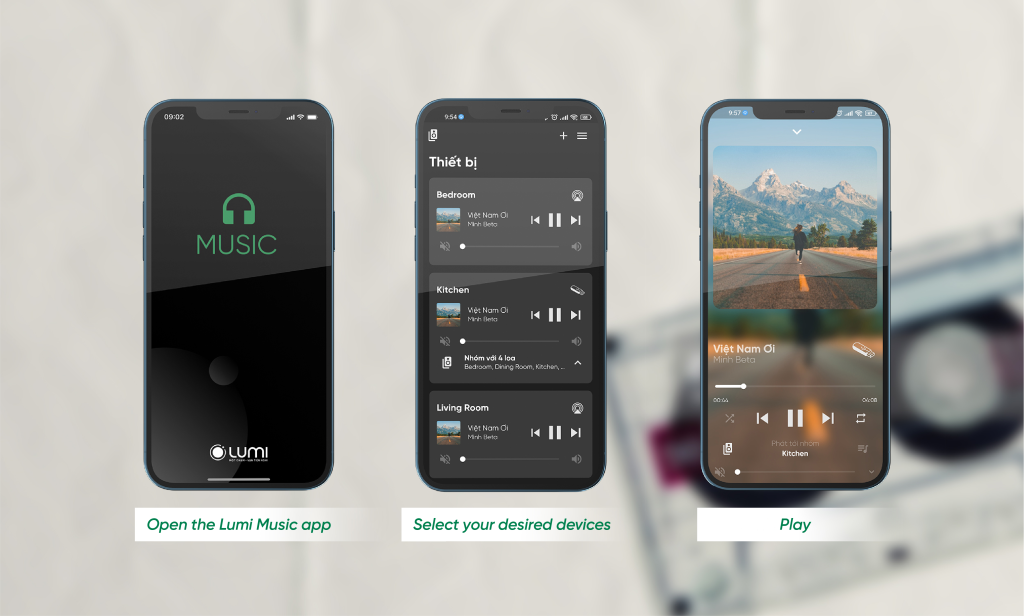 09:02
MUSIC
LUMI
Open the Lumi Music app
9:54
Thiết bị
Bedroom
Việt Nam Ơi
Minh Beta
Kitchen
Việt Nam Ơi
Minh Beta
Nhóm với 4 loa
Bedroom, Dining Room, Kitchen, ...
Living Room
Việt Nam Ơi
Minh Beta
Select your desired devices
9:57
Việt Nam Ơi
Minh Beta
00:44
04:08
Phát tới nhóm
Kitchen
Play